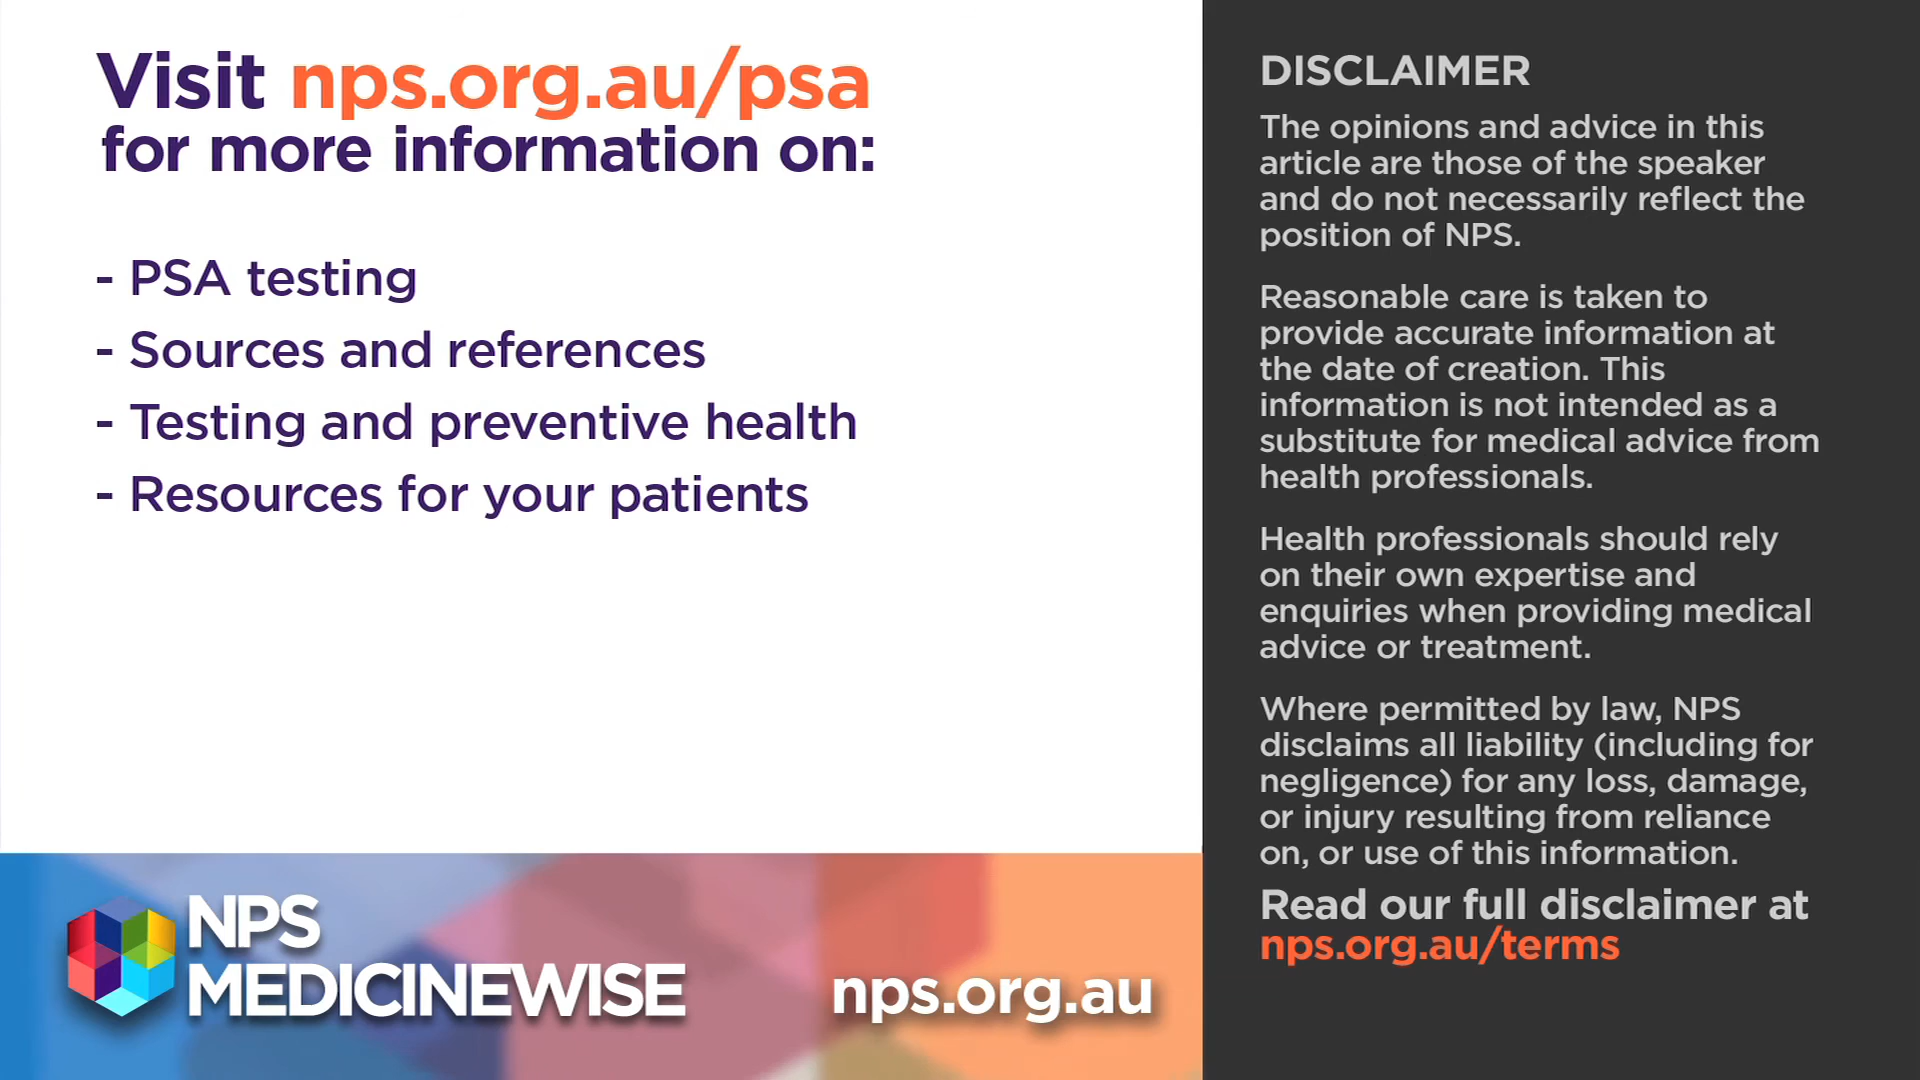 Visit nps.org.au/psa
for more information on:
- PSA testing
- Sources and references
- Testing and preventive health
- Resources for your patients
NPS
MEDICINEWISE
nps.org.au
DISCLAIMER
The opinions and advice in this
article are those of the speaker
and do not necessarily reflect the
position of NPS.
Reasonable care is taken to
provide accurate information at
the date of creation. This
information is not intended as a
substitute for medical advice from
health professionals.
Health professionals should rely
on their own expertise and
enquiries when providing medical
advice or treatment.
Where permitted by law, NPS
disclaims all liability (including for
negligence) for any loss, damage,
or injury resulting from reliance
on, or use of this information.
Read our full disclaimer at
nps.org.au/terms